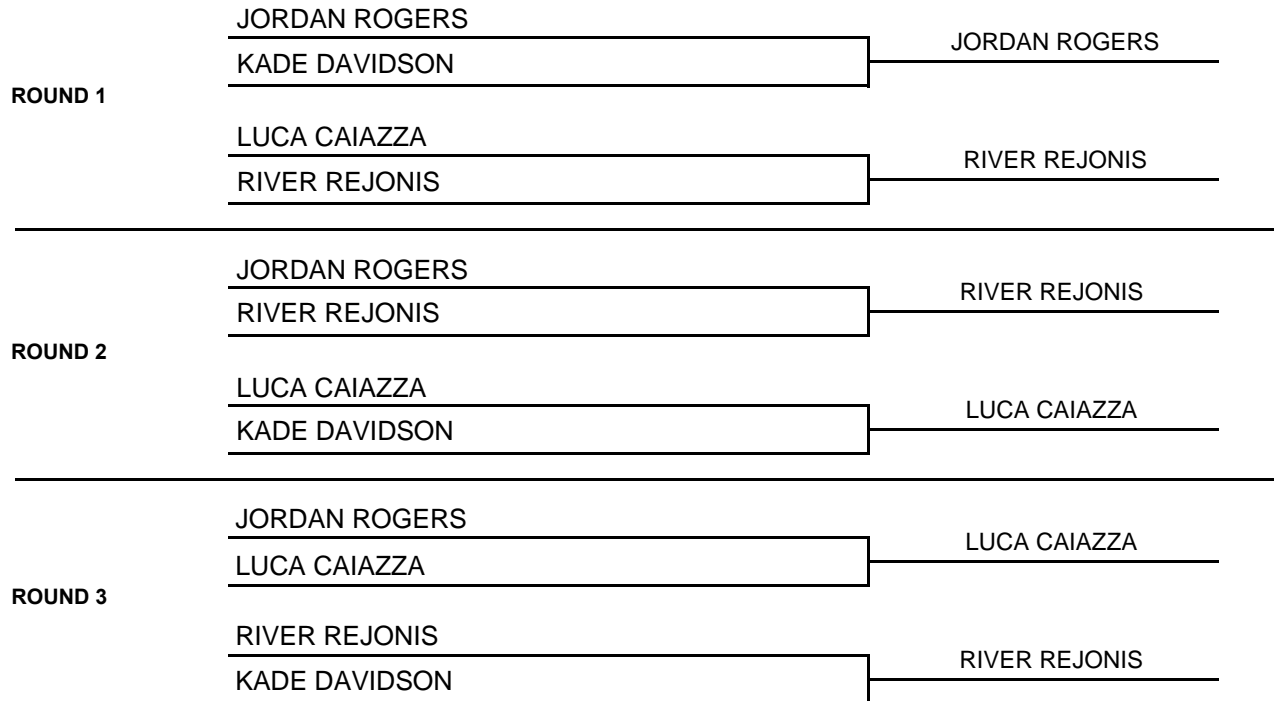 JORDAN ROGERS
JORDAN ROGERS
KADE DAVIDSON
ROUND 1
LUCA CAIAZZA
RIVER REJONIS
RIVER REJONIS
JORDAN ROGERS
RIVER REJONIS
RIVER REJONIS
ROUND 2
LUCA CAIAZZA
LUCA CAIAZZA
KADE DAVIDSON
JORDAN ROGERS
LUCA CAIAZZA
LUCA CAIAZZA
ROUND 3
RIVER REJONIS
RIVER REJONIS
KADE DAVIDSON